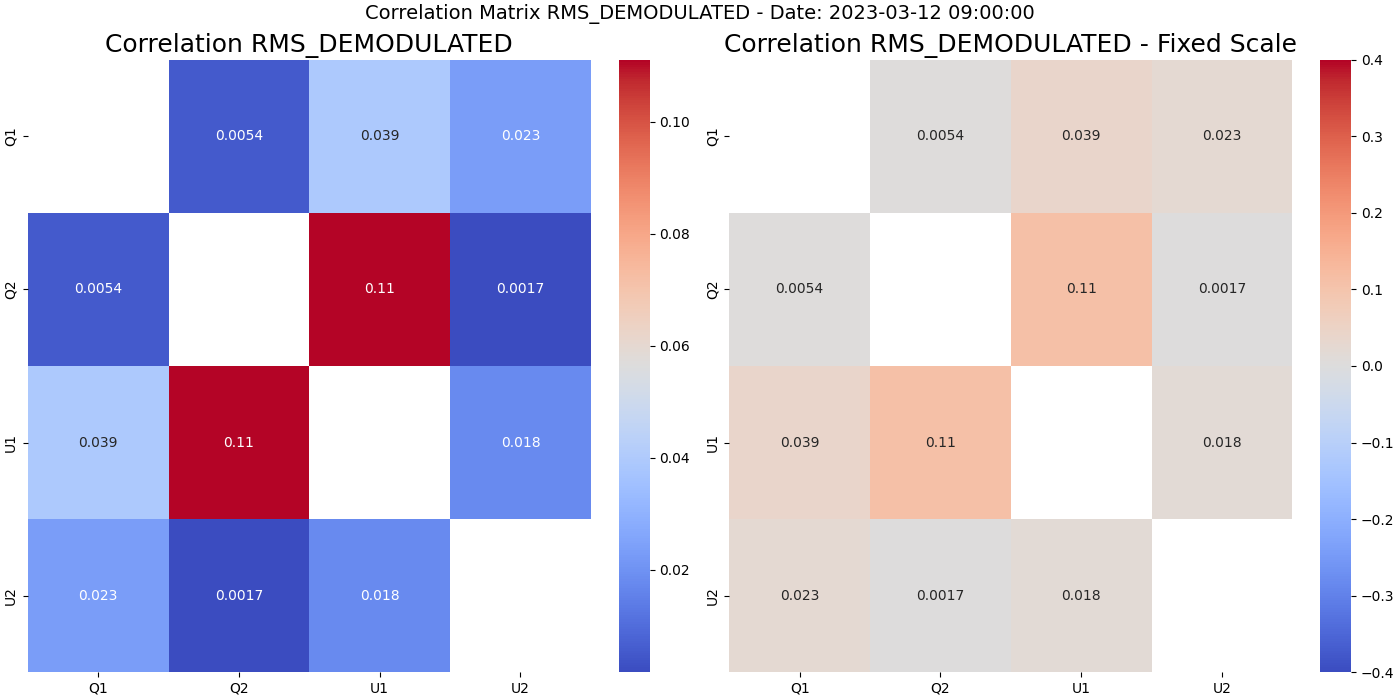 Correlation Matrix RMS_DEMODULATED - Date: 2023-03-12 09:00:00
Correlation RMS_DEMODULATED
Q1 0.0054 0.039 0.023
Q2 0.0054 0.11 0.0017
U1 0.039 0.11 0.018
U2 0.023 0.0017 0.018
Q1 Q2 U1 U2
0.10
0.08
0.06
0.04
0.02
Correlation RMS_DEMODULATED - Fixed Scale
Q1 0.0054 0.039 0.023
Q2 0.0054 0.11 0.0017
U1 0.039 0.11 0.018
U2 0.023 0.0017 0.018
Q1 Q2 U1 U2
0.4
0.3
0.2
0.1
0.0
−0.1
−0.2
−0.3
−0.4